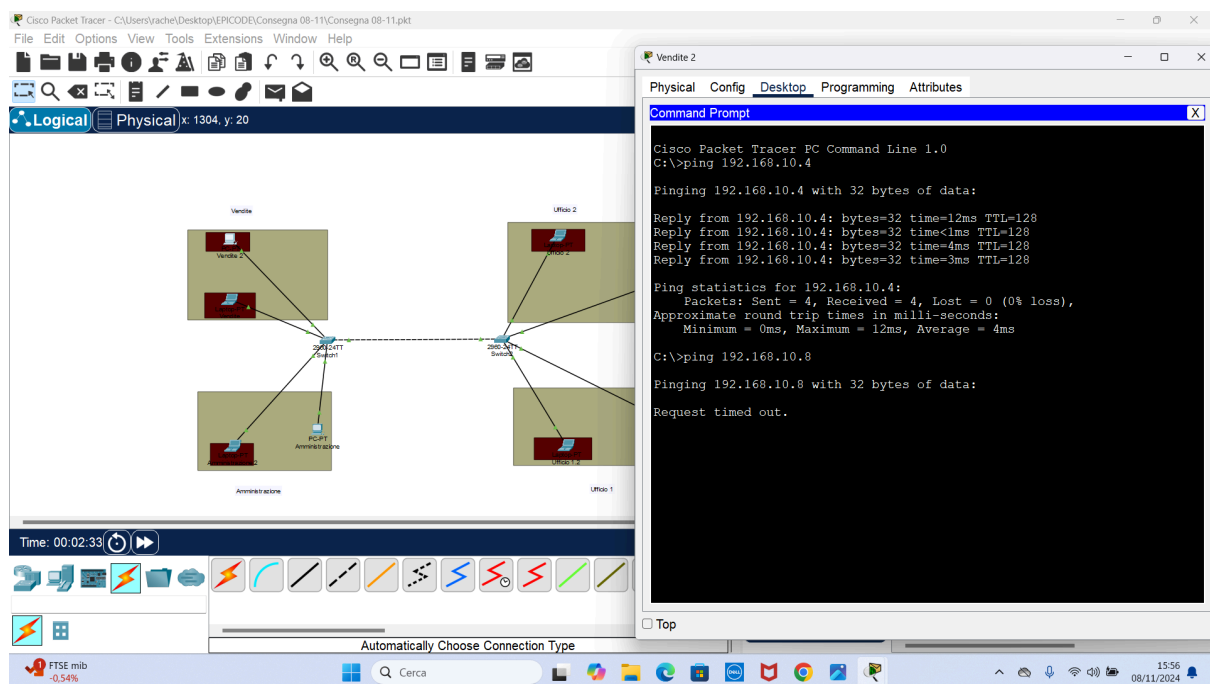 Cisco Packet Tracer - C:\Users\rache\Desktop\EPICODE\Consegna 08-11\Consegna 08-11.pkt
File Edit Options View Tools Extensions Window Help
Logical Physical x: 1304, y: 20
Vendite
Ufficio 2
Vendite 2
Ufficio 2
2960-24TT
Switch1
2960-24TT
Switch2
PC-PT
Amministrazione
Ufficio 1.2
Amministrazione
Ufficio 1
Time: 00:02:33
Automatically Choose Connection Type
Vendite 2
Physical Config Desktop Programming Attributes
Command Prompt X
Cisco Packet Tracer PC Command Line 1.0
C:\>ping 192.168.10.4
Pinging 192.168.10.4 with 32 bytes of data:
Reply from 192.168.10.4: bytes=32 time=12ms TTL=128
Reply from 192.168.10.4: bytes=32 time<1ms TTL=128
Reply from 192.168.10.4: bytes=32 time=4ms TTL=128
Reply from 192.168.10.4: bytes=32 time=3ms TTL=128
Ping statistics for 192.168.10.4:
Packets: Sent = 4, Received = 4, Lost = 0 (0% loss),
Approximate round trip times in milli-seconds:
Minimum = 0ms, Maximum = 12ms, Average = 4ms
C:\>ping 192.168.10.8
Pinging 192.168.10.8 with 32 bytes of data:
Request timed out.
Top
1
FTSE mib
-0,54%
Cerca
DELL
15:56
08/11/2024